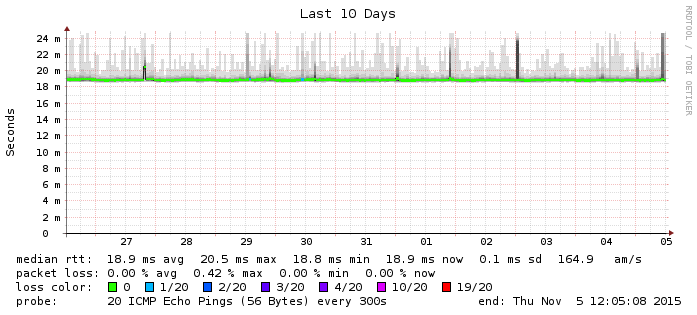 Last 10 Days
RRDTOOL / TOBI OETIKER
Seconds
24 m
22 m
20 m
18 m
16 m
14 m
12 m
10 m
8 m
6 m
4 m
2 m
0
27 28 29 30 31 01 02 03 04 05
median rtt: 18.9 ms avg 20.5 ms max 18.8 ms min 18.9 ms now 0.1 ms sd 164.9 am/s
packet loss: 0.00 % avg 0.42 % max 0.00 % min 0.00 % now
loss color: 0 1/20 2/20 3/20 4/20 10/20 19/20
probe: 20 ICMP Echo Pings (56 Bytes) every 300s end: Thu Nov 5 12:05:08 2015